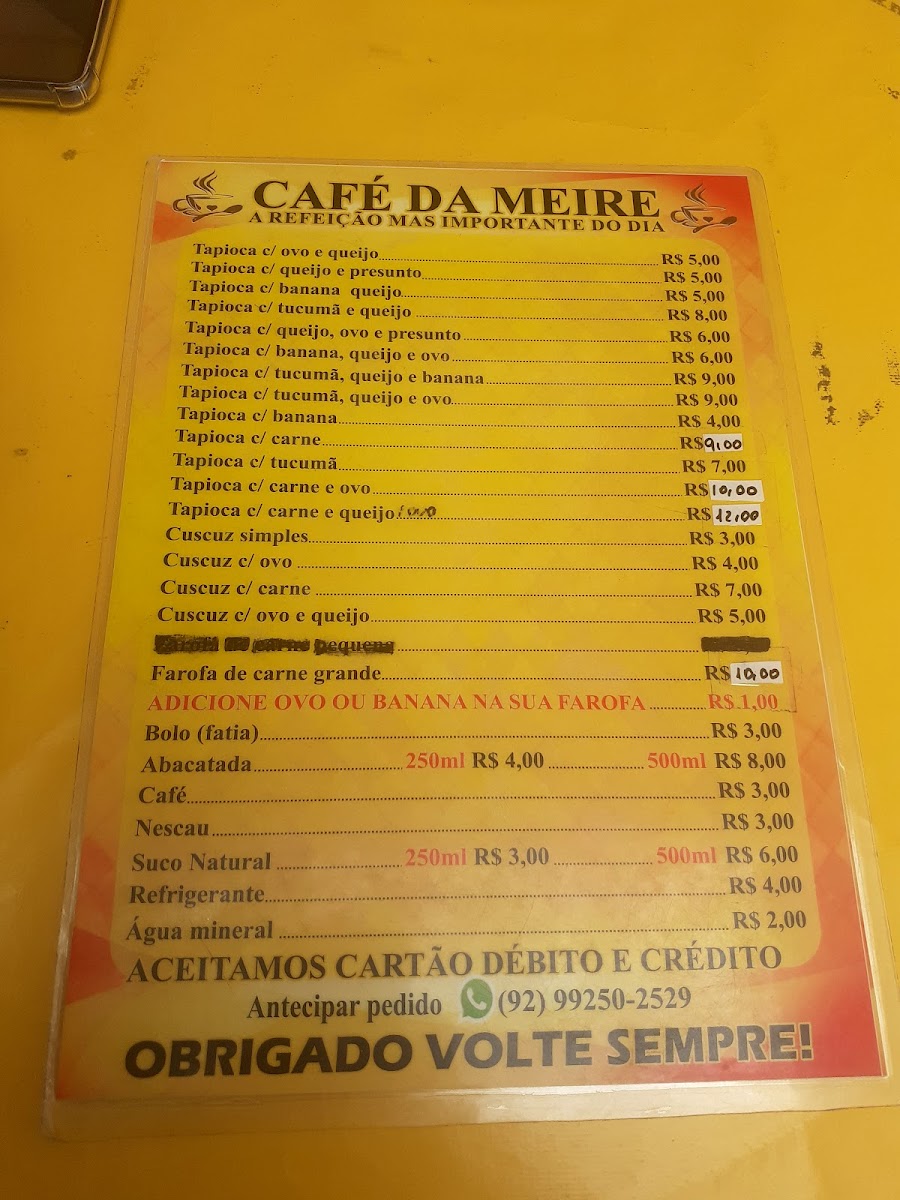 CAFÉ DA MEIRE
A REFEIÇÃO MAS IMPORTANTE DO DIA
Tapioca c/ ovo e queijo R$ 5,00
Tapioca c/ queijo e presunto R$ 5,00
Tapioca c/ banana queijo R$ 5,00
Tapioca c/ tucumã e queijo R$ 8,00
Tapioca c/ queijo, ovo e presunto R$ 6,00
Tapioca c/ banana, queijo e ovo R$ 6,00
Tapioca c/ tucumã, queijo e banana R$ 9,00
Tapioca c/ tucumã, queijo e ovo R$ 9,00
Tapioca c/ banana R$ 4,00
Tapioca c/ carne R$ 9,00
Tapioca c/ tucumã R$ 7,00
Tapioca c/ carne e ovo R$ 10,00
Tapioca c/ carne e queijo R$ 12,00
Cuscuz simples R$ 3,00
Cuscuz c/ ovo R$ 4,00
Cuscuz c/ carne R$ 7,00
Cuscuz c/ ovo e queijo R$ 5,00
Farofa de carne grande R$ 10,00
ADICIONE OVO OU BANANA NA SUA FAROFA R$ 1,00
Bolo (fatia) R$ 3,00
Abacatada 250ml R$ 4,00 500ml R$ 8,00
Café R$ 3,00
Nescau R$ 3,00
Suco Natural 250ml R$ 3,00 500ml R$ 6,00
Refrigerante R$ 4,00
Água mineral R$ 2,00
ACEITAMOS CARTÃO DÉBITO E CRÉDITO
Antecipar pedido (92) 99250-2529
OBRIGADO VOLTE SEMPRE!